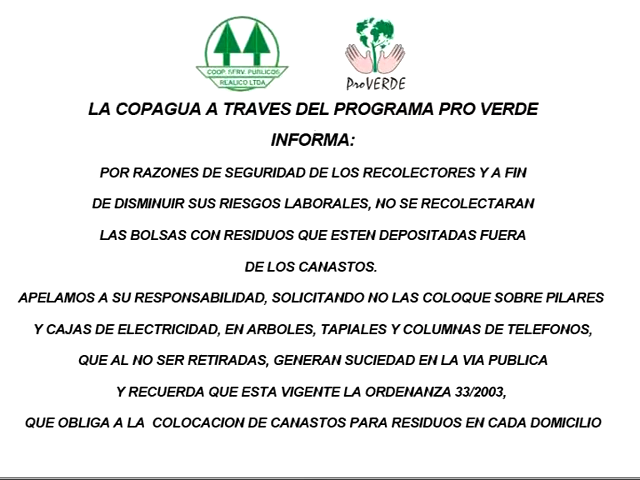 COOP. SERV. PUBLICOS
REALICO LTDA.
ProVERDE
LA COPAGUA A TRAVES DEL PROGRAMA PRO VERDE
INFORMA:
POR RAZONES DE SEGURIDAD DE LOS RECOLECTORES Y A FIN
DE DISMINUIR SUS RIESGOS LABORALES, NO SE RECOLECTARAN
LAS BOLSAS CON RESIDUOS QUE ESTEN DEPOSITADAS FUERA
DE LOS CANASTOS.
APELAMOS A SU RESPONSABILIDAD, SOLICITANDO NO LAS COLOQUE SOBRE PILARES
Y CAJAS DE ELECTRICIDAD, EN ARBOLES, TAPIALES Y COLUMNAS DE TELEFONOS,
QUE AL NO SER RETIRADAS, GENERAN SUCIEDAD EN LA VIA PUBLICA
Y RECUERDA QUE ESTA VIGENTE LA ORDENANZA 33/2003,
QUE OBLIGA A LA COLOCACION DE CANASTOS PARA RESIDUOS EN CADA DOMICILIO